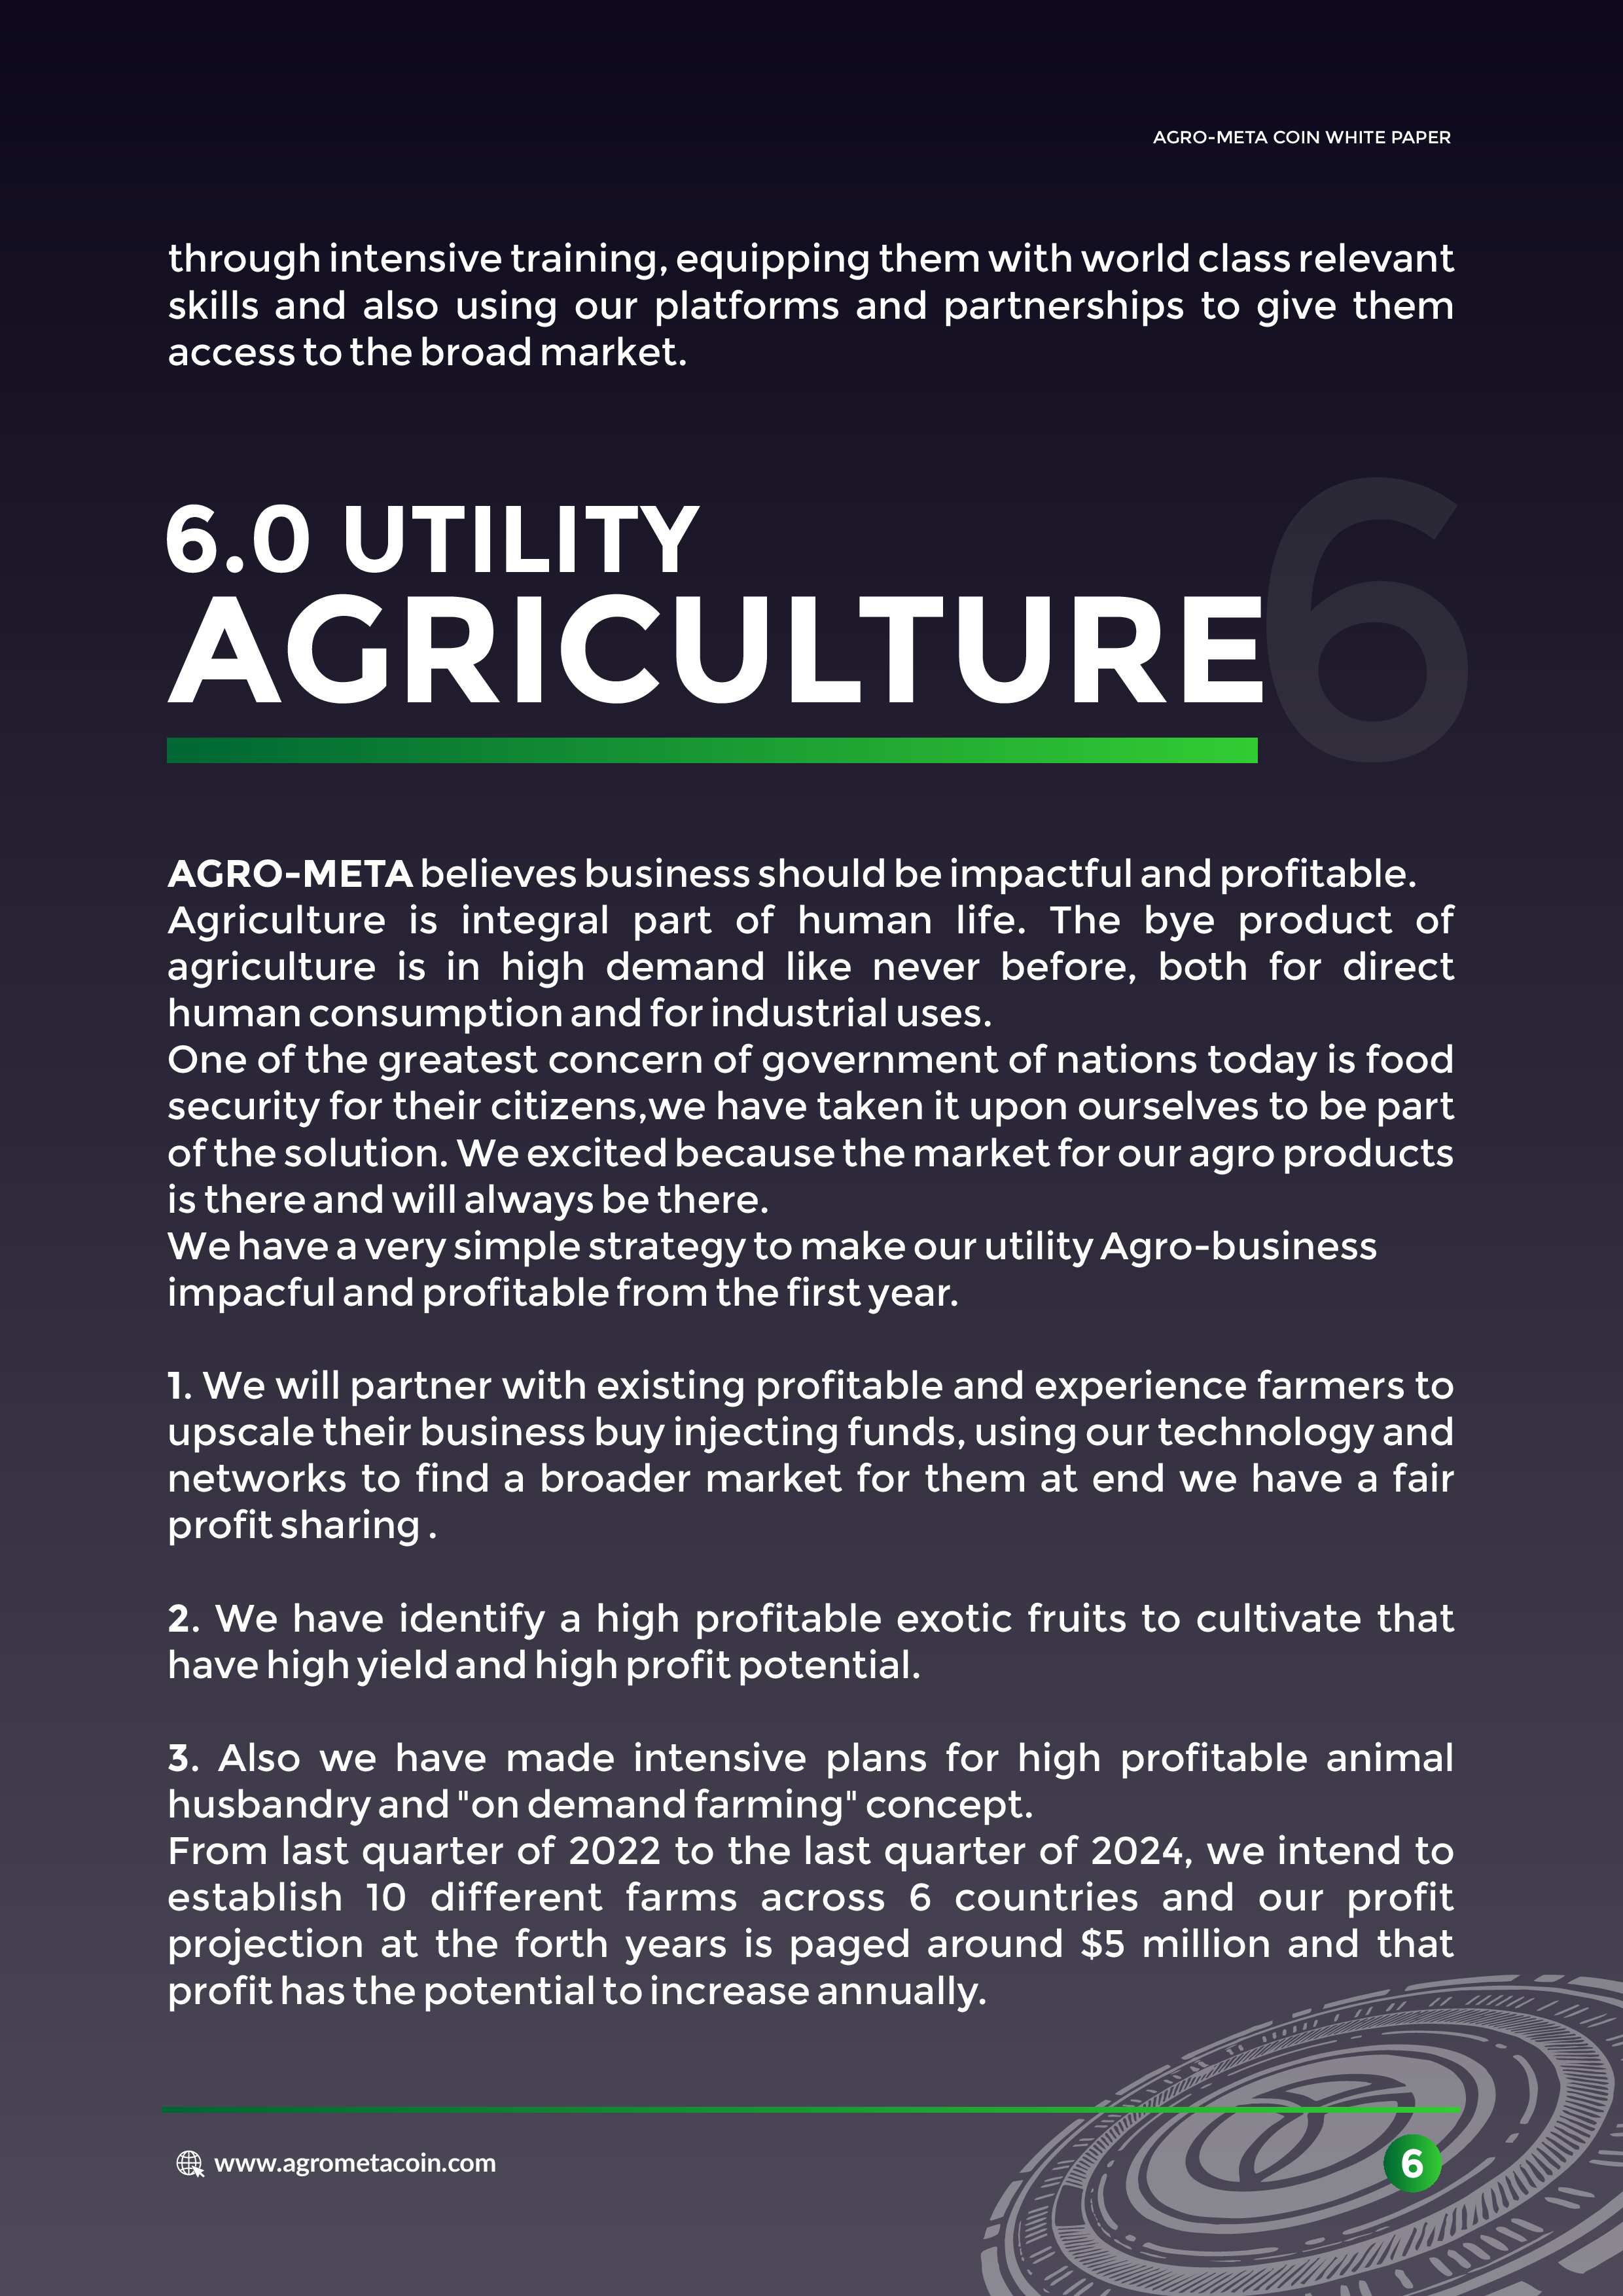 AGRO-META COIN WHITE PAPER
through intensive training, equipping them with world class relevant
skills and also using our platforms and partnerships to give them
access to the broad market.
6
6.0 UTILITY
AGRICULTURE
AGRO-META believes business should be impactful and profitable.
Agriculture is integral part of human life. The bye product of
agriculture is in high demand like never before, both for direct
human consumption and for industrial uses.
One of the greatest concern of government of nations today is food
security for their citizens,we have taken it upon ourselves to be part
of the solution. We excited because the market for our agro products
is there and will always be there.
We have a very simple strategy to make our utility Agro-business
impacful and profitable from the first year.
1. We will partner with existing profitable and experience farmers to
upscale their business buy injecting funds, using our technology and
networks to find a broader market for them at end we have a fair
profit sharing .
2. We have identify a high profitable exotic fruits to cultivate that
have high yield and high profit potential.
3. Also we have made intensive plans for high profitable animal
husbandry and "on demand farming" concept.
From last quarter of 2022 to the last quarter of 2024, we intend to
establish 10 different farms across 6 countries and our profit
projection at the forth years is paged around $5 million and that
profit has the potential to increase annually.
www.agrometacoin.com
6